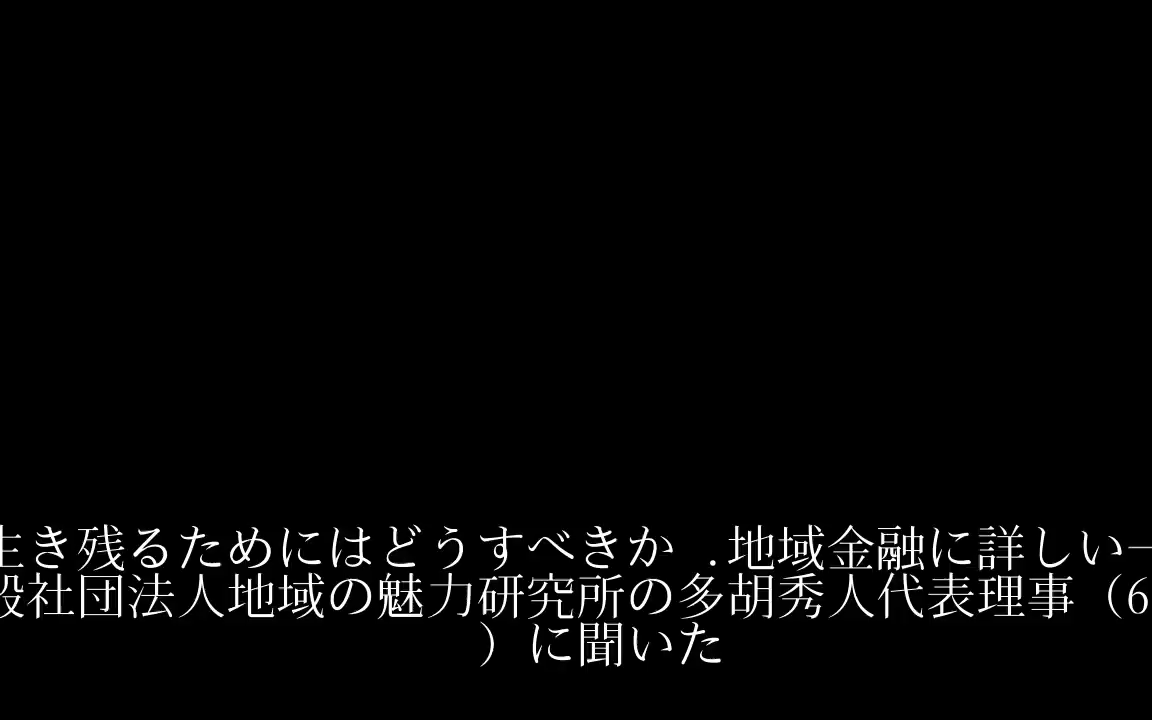 生き残るためにはどうすべきか .地域金融に詳しい一
般社団法人地域の魅力研究所の多胡秀人代表理事（6
）に聞いた